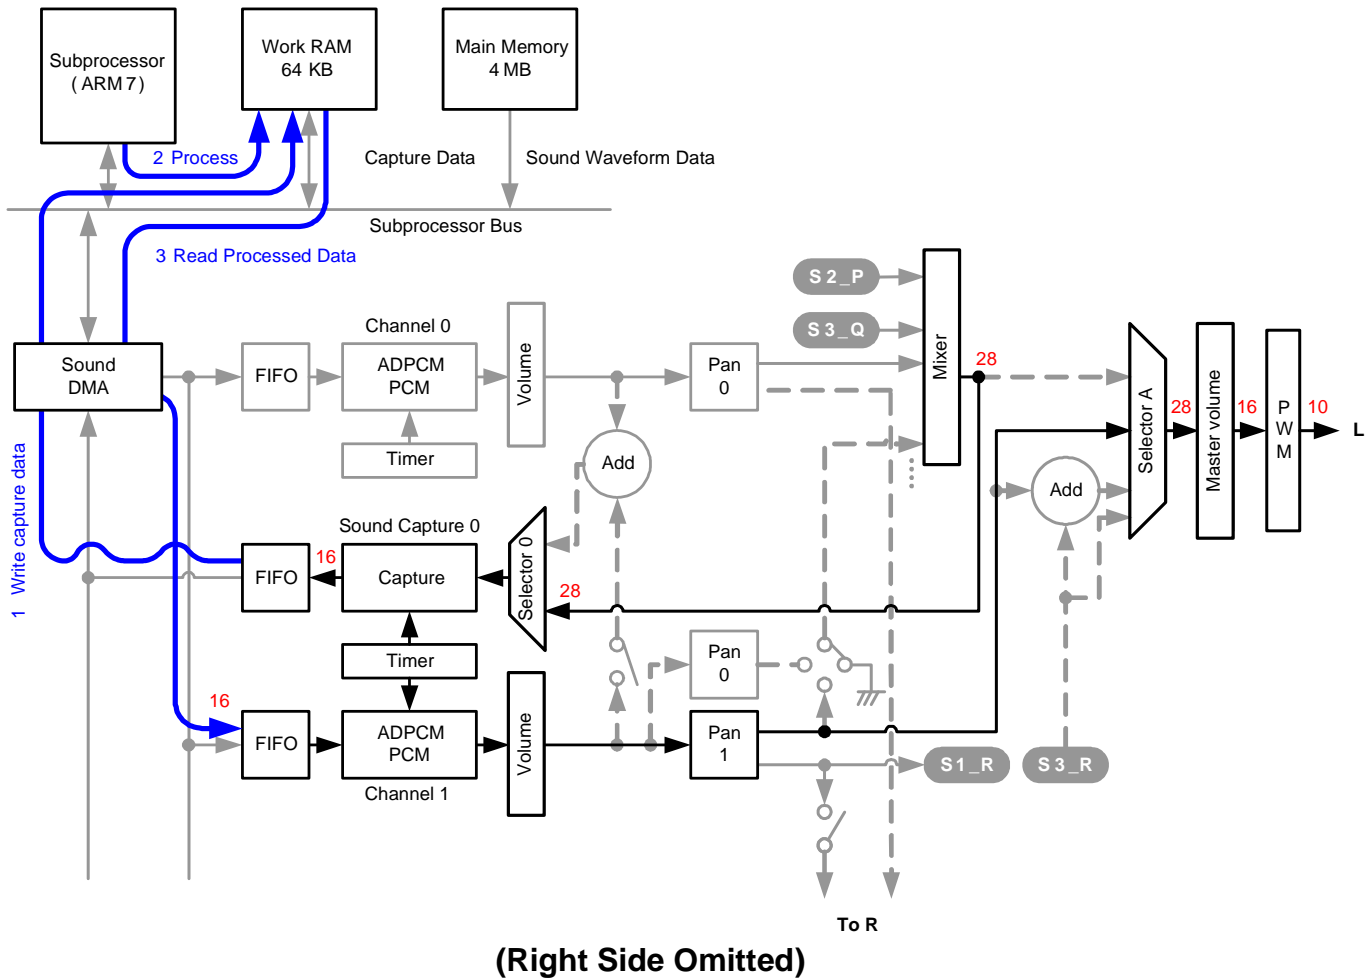 Subprocessor
( ARM 7 )
Work RAM
64 KB
Main Memory
4 MB
2 Process
Capture Data
Sound Waveform Data
Subprocessor Bus
3 Read Processed Data
S 2 _ P
S 3 _ Q
Channel 0
Sound
DMA
FIFO
ADPCM
PCM
Volume
Pan
0
Mixer
28
Timer
Add
Selector A
28
Master volume
16
P
W
M
10
L
Add
1 Write capture data
Sound Capture 0
FIFO
16
Capture
Selector 0
28
Timer
Pan
0
16
FIFO
ADPCM
PCM
Volume
Pan
1
Channel 1
S 1 _ R
S 3 _ R
To R
(Right Side Omitted)